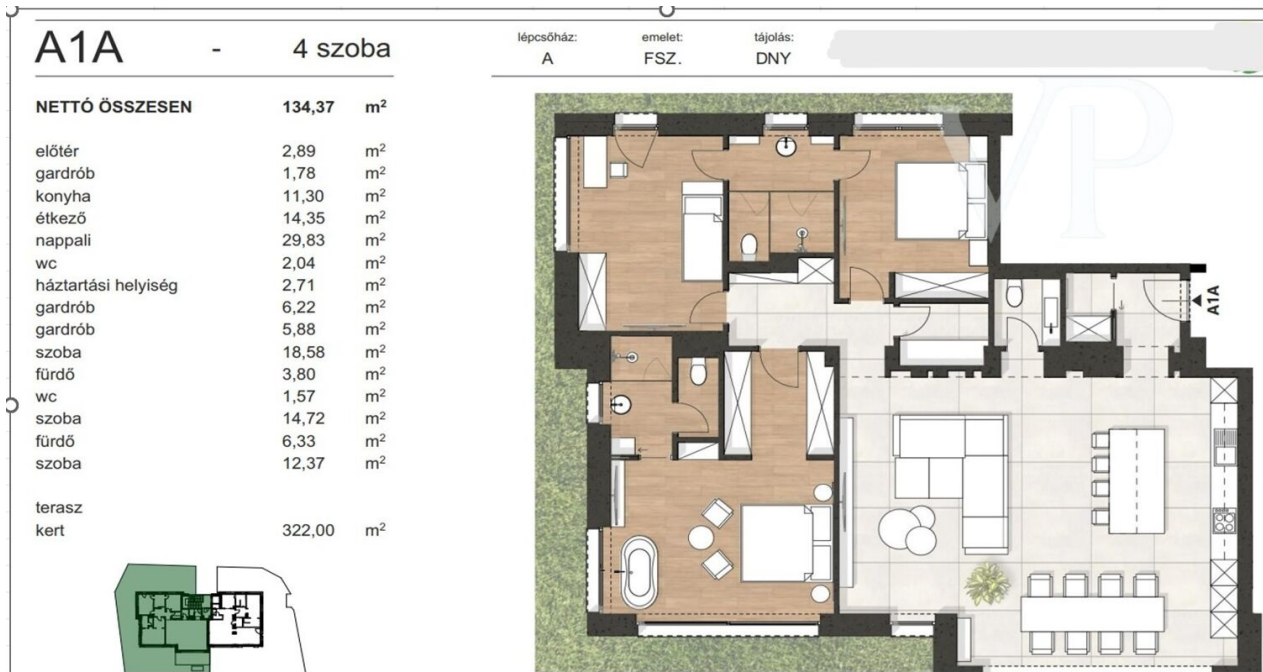 A1A - 4 szoba
lépcsőház: emelet: tájolás:
A FSZ. DNY
NETTÓ ÖSSZESEN 134,37 m²
előtér 2,89 m²
gardrób 1,78 m²
konyha 11,30 m²
étkező 14,35 m²
nappali 29,83 m²
wc 2,04 m²
háztartási helyiség 2,71 m²
gardrób 6,22 m²
gardrób 5,88 m²
szoba 18,58 m²
fürdő 3,80 m²
wc 1,57 m²
szoba 14,72 m²
fürdő 6,33 m²
szoba 12,37 m²
terasz
kert 322,00 m²
VP
A1A